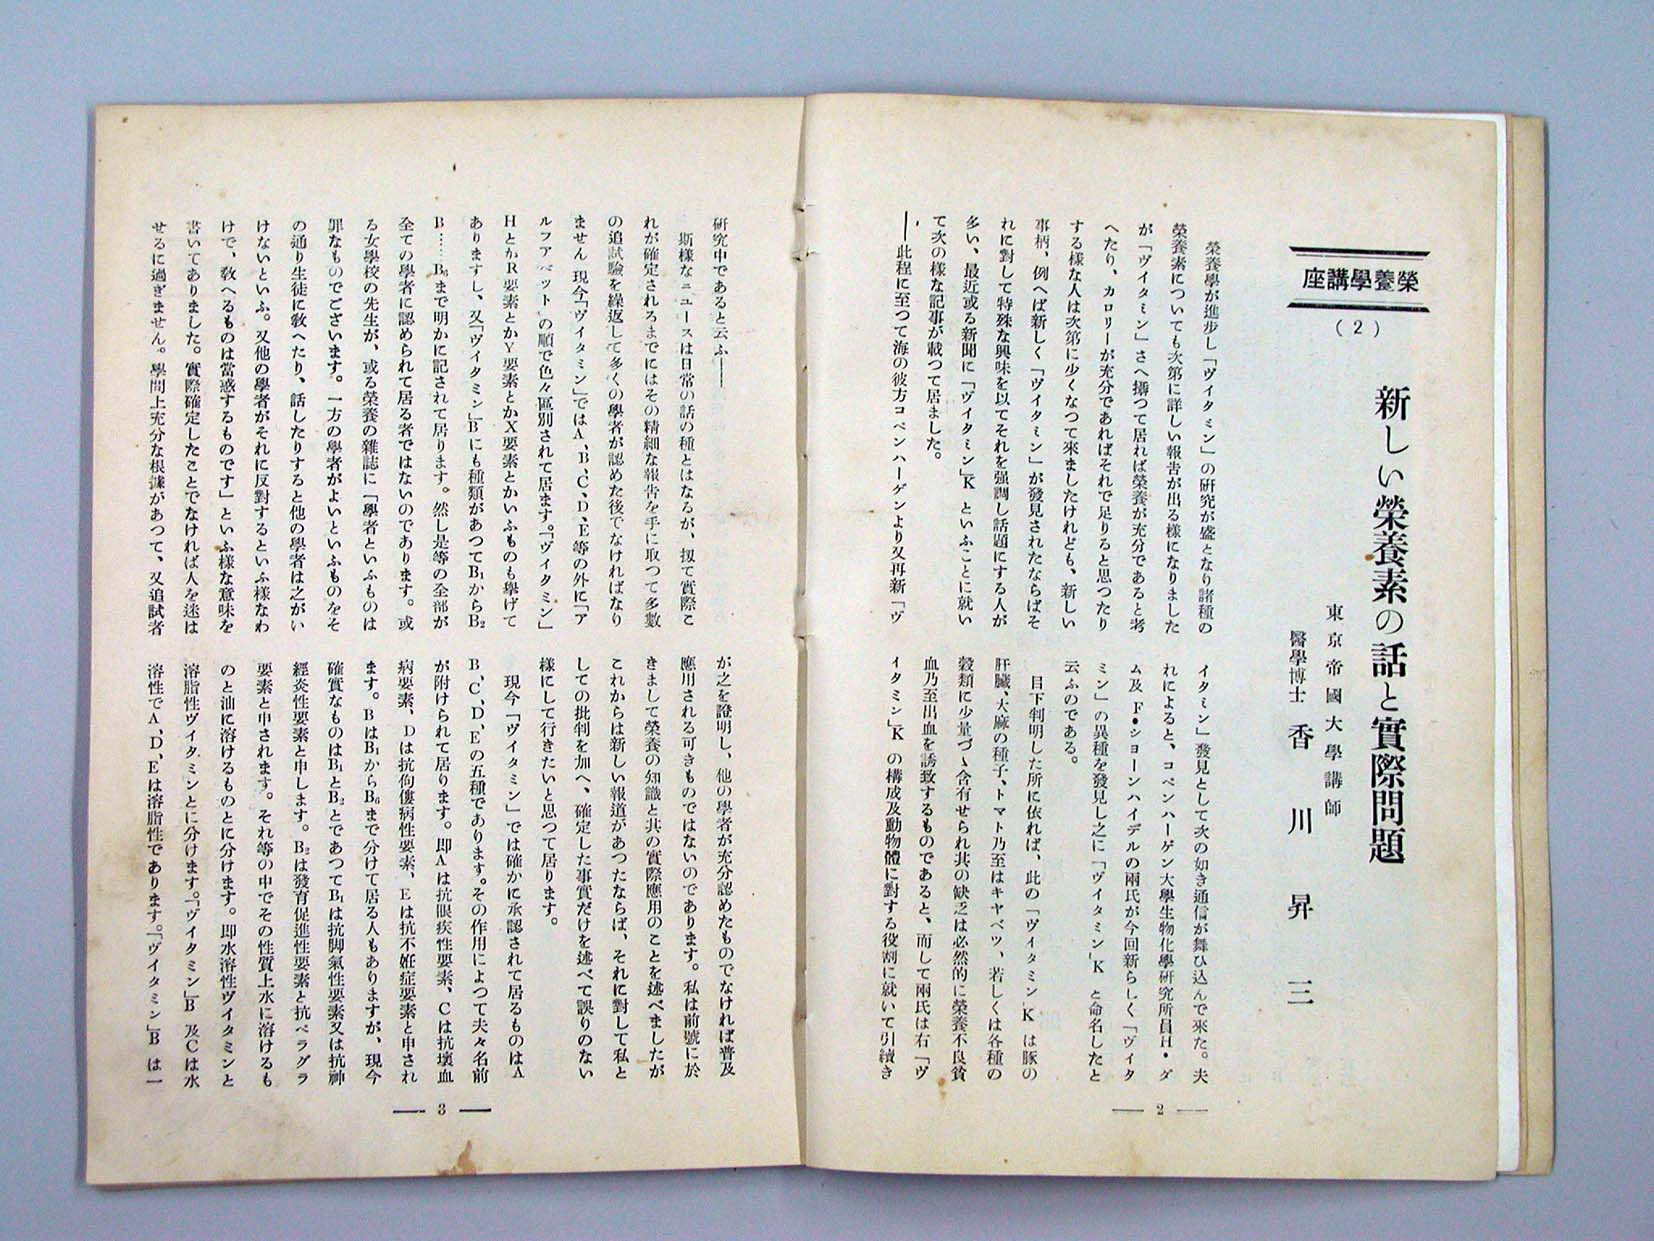 榮養學講座
(2)
新しい榮養素の話と實際問題
東京帝國大學講師
醫學博士 香川昇三
榮養學が進步し「ヴイタミン」の研究が盛となり諸種の
榮養素についても次第に詳しい報告が出る樣になりました
が「ヴイタミン」さへ攝つて居れば榮養が充分であると考
へたり、カロリーが充分であればそれで足りると思つたり
する樣な人は次第に少くなつて來ましたけれども、新しい
事柄、例へば新しく「ヴイタミン」が發見されたならばそ
れに對して特殊な興味を以てそれを强調し話題にする人が
多い、最近或る新聞に「ヴイタミン」K といふことに就い
て次の樣な記事が載つて居ました。
――此程に至つて海の彼方コペンハーゲンより又再新「ヴ
イタミン」發見として次の如き通信が舞ひ込んで來た。夫
れによると、コペンハーゲン大學生物化學硏究所員H・ダ
ム及 F・ショーンハイデルの兩氏が今回新らしく「ヴイタ
ミン」の異種を發見し之に「ヴイタミン」K と命名したと
云ふのである。
目下判明した所に依れば、此の「ヴイタミン」K は豚の
肝臟、大麻の種子、トマト乃至はキヤベツ、若しくは各種の
穀類に少量づゝ含有せられ其の缺乏は必然的に榮養不良貧
血乃至出血を誘致するものであると、而して兩氏は右「ヴ
イタミン」K の構成及動物體に對する役割に就いて引續き
― 2 ―
研究中であると云ふ――
斯樣なニュースは日常の話の種とはなるが、扨て實際こ
れが確定されるまでにはその精細な報告を手に取つて多數
の追試驗を繰返して多くの學者が認めた後でなければなり
ません 現今「ヴイタミン」ではA、B、C、D、E等の外に「ア
ルフアベツト」の順で色々區別されて居ます。「ヴイタミン」
HとかR要素とかY要素とかX要素とかいふものも擧げて
ありますし、又「ヴイタミン」Bにも種類があつてB₁からB₂
B……B₆まで明かに記されて居ります。然し是等の全部が
全ての學者に認められて居る者ではないのであります。或
る女學校の先生が、或る榮養の雜誌に「學者といふものは
罪なものでございます。一方の學者がよいといふものをそ
の通り生徒に敎へたり、話したりすると他の學者は之がい
けないといふ。又他の學者がそれに反對するといふ樣なわ
けで、敎へるものは當惑するものです」といふ樣な意味を
書いてありました。實際確定したことでなければ人を迷は
せるに過ぎません。學問上充分な根據があつて、又追試者
が之を證明し、他の學者が充分認めたものでなければ普及
應用される可きものではないのであります。私は前號に於
きまして榮養の知識と其の實際應用のことを述べましたが
これからは新しい報道があつたならば、それに對して私と
しての批判を加へ、確定した事實だけを述べて誤りのない
樣にして行きたいと思つて居ります。
現今「ヴイタミン」では確かに承認されて居るものはA
B、C、D、Eの五種であります。その作用によつて夫々名前
が附けられて居ります。卽Aは抗眼疾性要素、Cは抗壞血
病要素、Dは抗佝僂病性要素、Eは抗不妊症要素と申され
ます。BはB₁からB₆まで分けて居る人もありますが、現今
確實なものはB₁とB₂とであつてB₁は抗脚氣性要素又は抗神
經炎性要素と申します。B₂は發育促進性要素と抗ペラグラ
要素と申されます。それ等の中でその性質上水に溶けるも
のと油に溶けるものとに分けます。卽水溶性ヴイタミンと
溶脂性ヴイタミンとに分けます。「ヴイタミン」B 及Cは水
溶性でA、D、Eは溶脂性であります。「ヴイタミン」B は一
― 3 ―